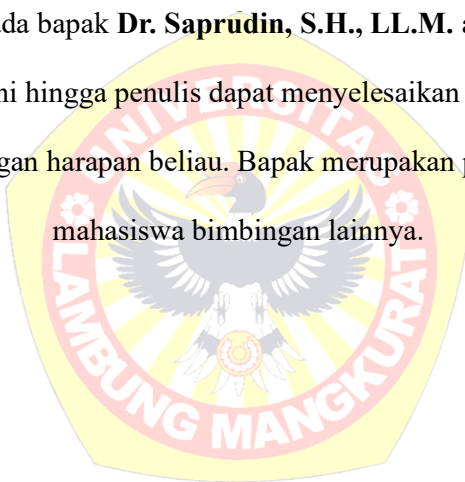 ada bapak Dr. Saprudin, S.H., LL.M. a
ni hingga penulis dapat menyelesaikan
gan harapan beliau. Bapak merupakan p
mahasiswa bimbingan lainnya.
UNIVERSITAS
LAMBUNG MANGKURAT